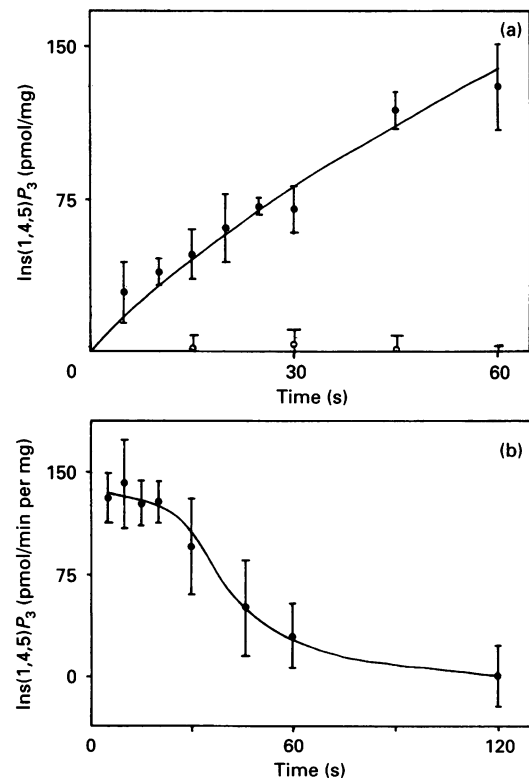 (a)
Ins(1,4,5)P3 (pmol/mg)
150
75
0
30
60
Time (s)
(b)
Ins(1,4,5)P3 (pmol/min per mg)
150
75
0
0
60
120
Time (s)